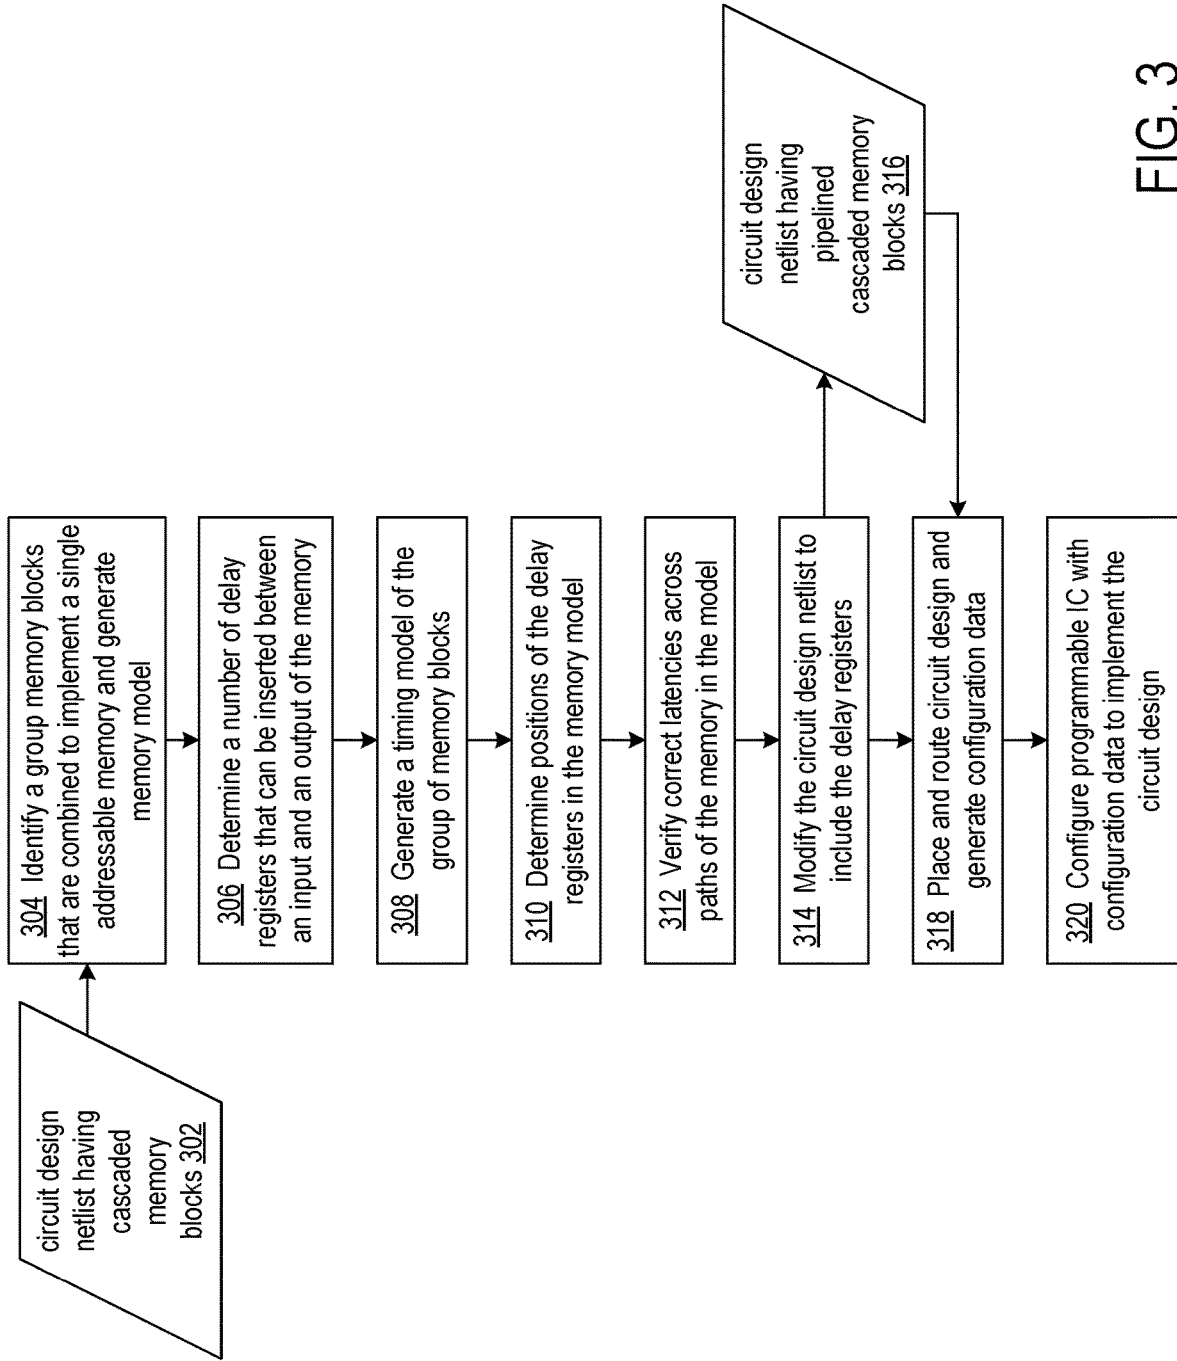 circuit design
netlist having
cascaded
memory
blocks 302
304 Identify a group memory blocks
that are combined to implement a single
addressable memory and generate
memory model
306 Determine a number of delay
registers that can be inserted between
an input and an output of the memory
308 Generate a timing model of the
group of memory blocks
310 Determine positions of the delay
registers in the memory model
312 Verify correct latencies across
paths of the memory in the model
314 Modify the circuit design netlist to
include the delay registers
circuit design
netlist having
pipelined
cascaded memory
blocks 316
318 Place and route circuit design and
generate configuration data
320 Configure programmable IC with
configuration data to implement the
circuit design
FIG. 3